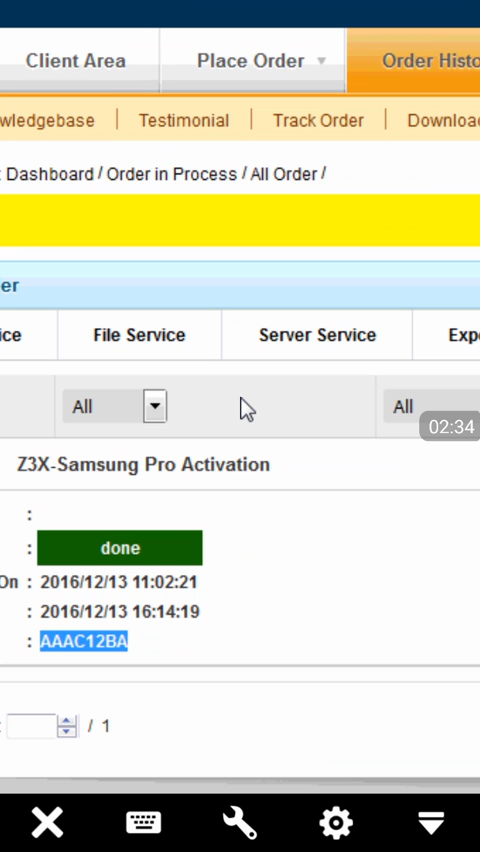 Client Area Place Order Order Histo
wledgebase | Testimonial | Track Order | Downloa
: Dashboard / Order in Process / All Order /
er
ice File Service Server Service Exp
All All
02:34
Z3X-Samsung Pro Activation
:
: done
On : 2016/12/13 11:02:21
: 2016/12/13 16:14:19
: AAAC12BA
: / 1